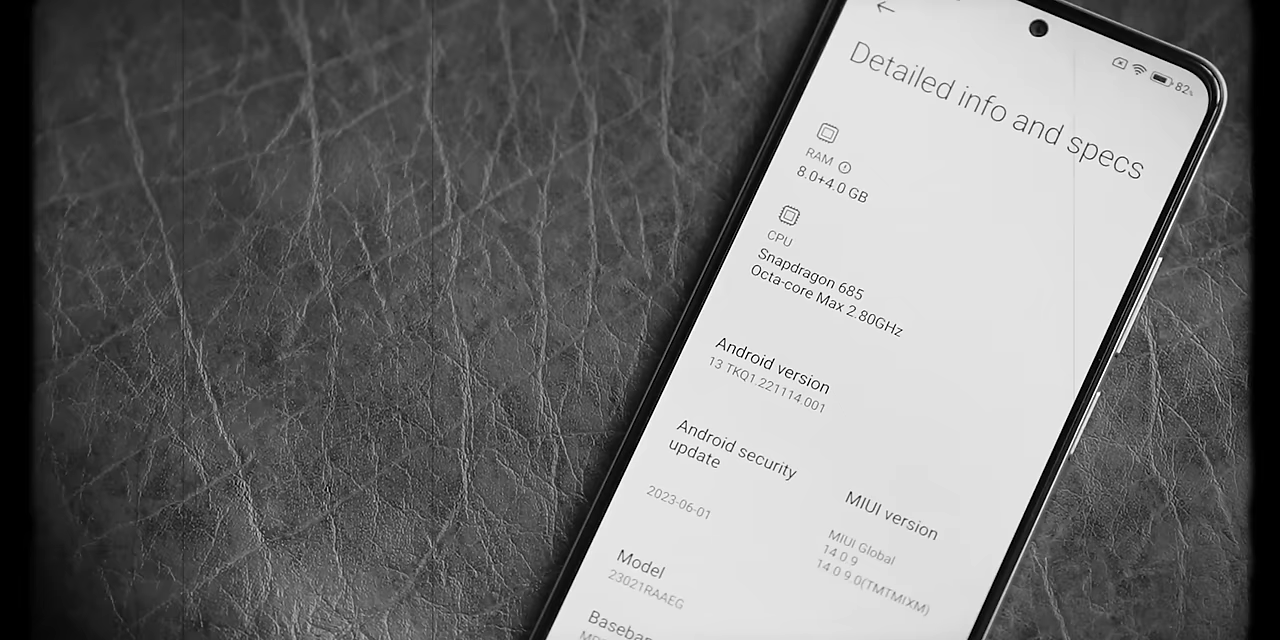 82%
Detailed info and specs
RAM
8.0+4.0 GB
CPU
Snapdragon 685
Octa-core Max 2.80GHz
Android version
13 TKQ1.221114.001
Android security
update
2023-06-01
MIUI version
MIUI Global
14 0 9
14 0 9 0(TMTMIXM)
Model
23021RAAEG